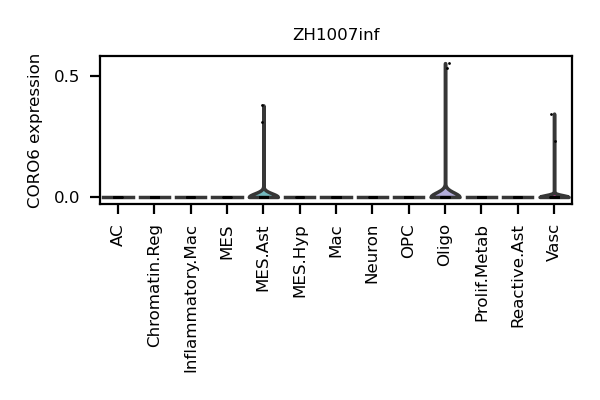 ZH1007inf
CORO6 expression
0.5
0.0
AC
Chromatin.Reg
Inflammatory.Mac
MES
MES.Ast
MES.Hyp
Mac
Neuron
OPC
Oligo
Prolif.Metab
Reactive.Ast
Vasc